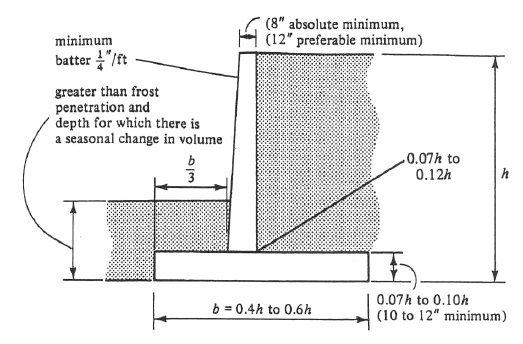 (8" absolute minimum,
(12" preferable minimum)
minimum
batter 1/4"/ft
greater than frost
penetration and
depth for which there is
a seasonal change in volume
b/3
0.07h to
0.12h
h
b = 0.4h to 0.6h
0.07h to 0.10h
(10 to 12" minimum)